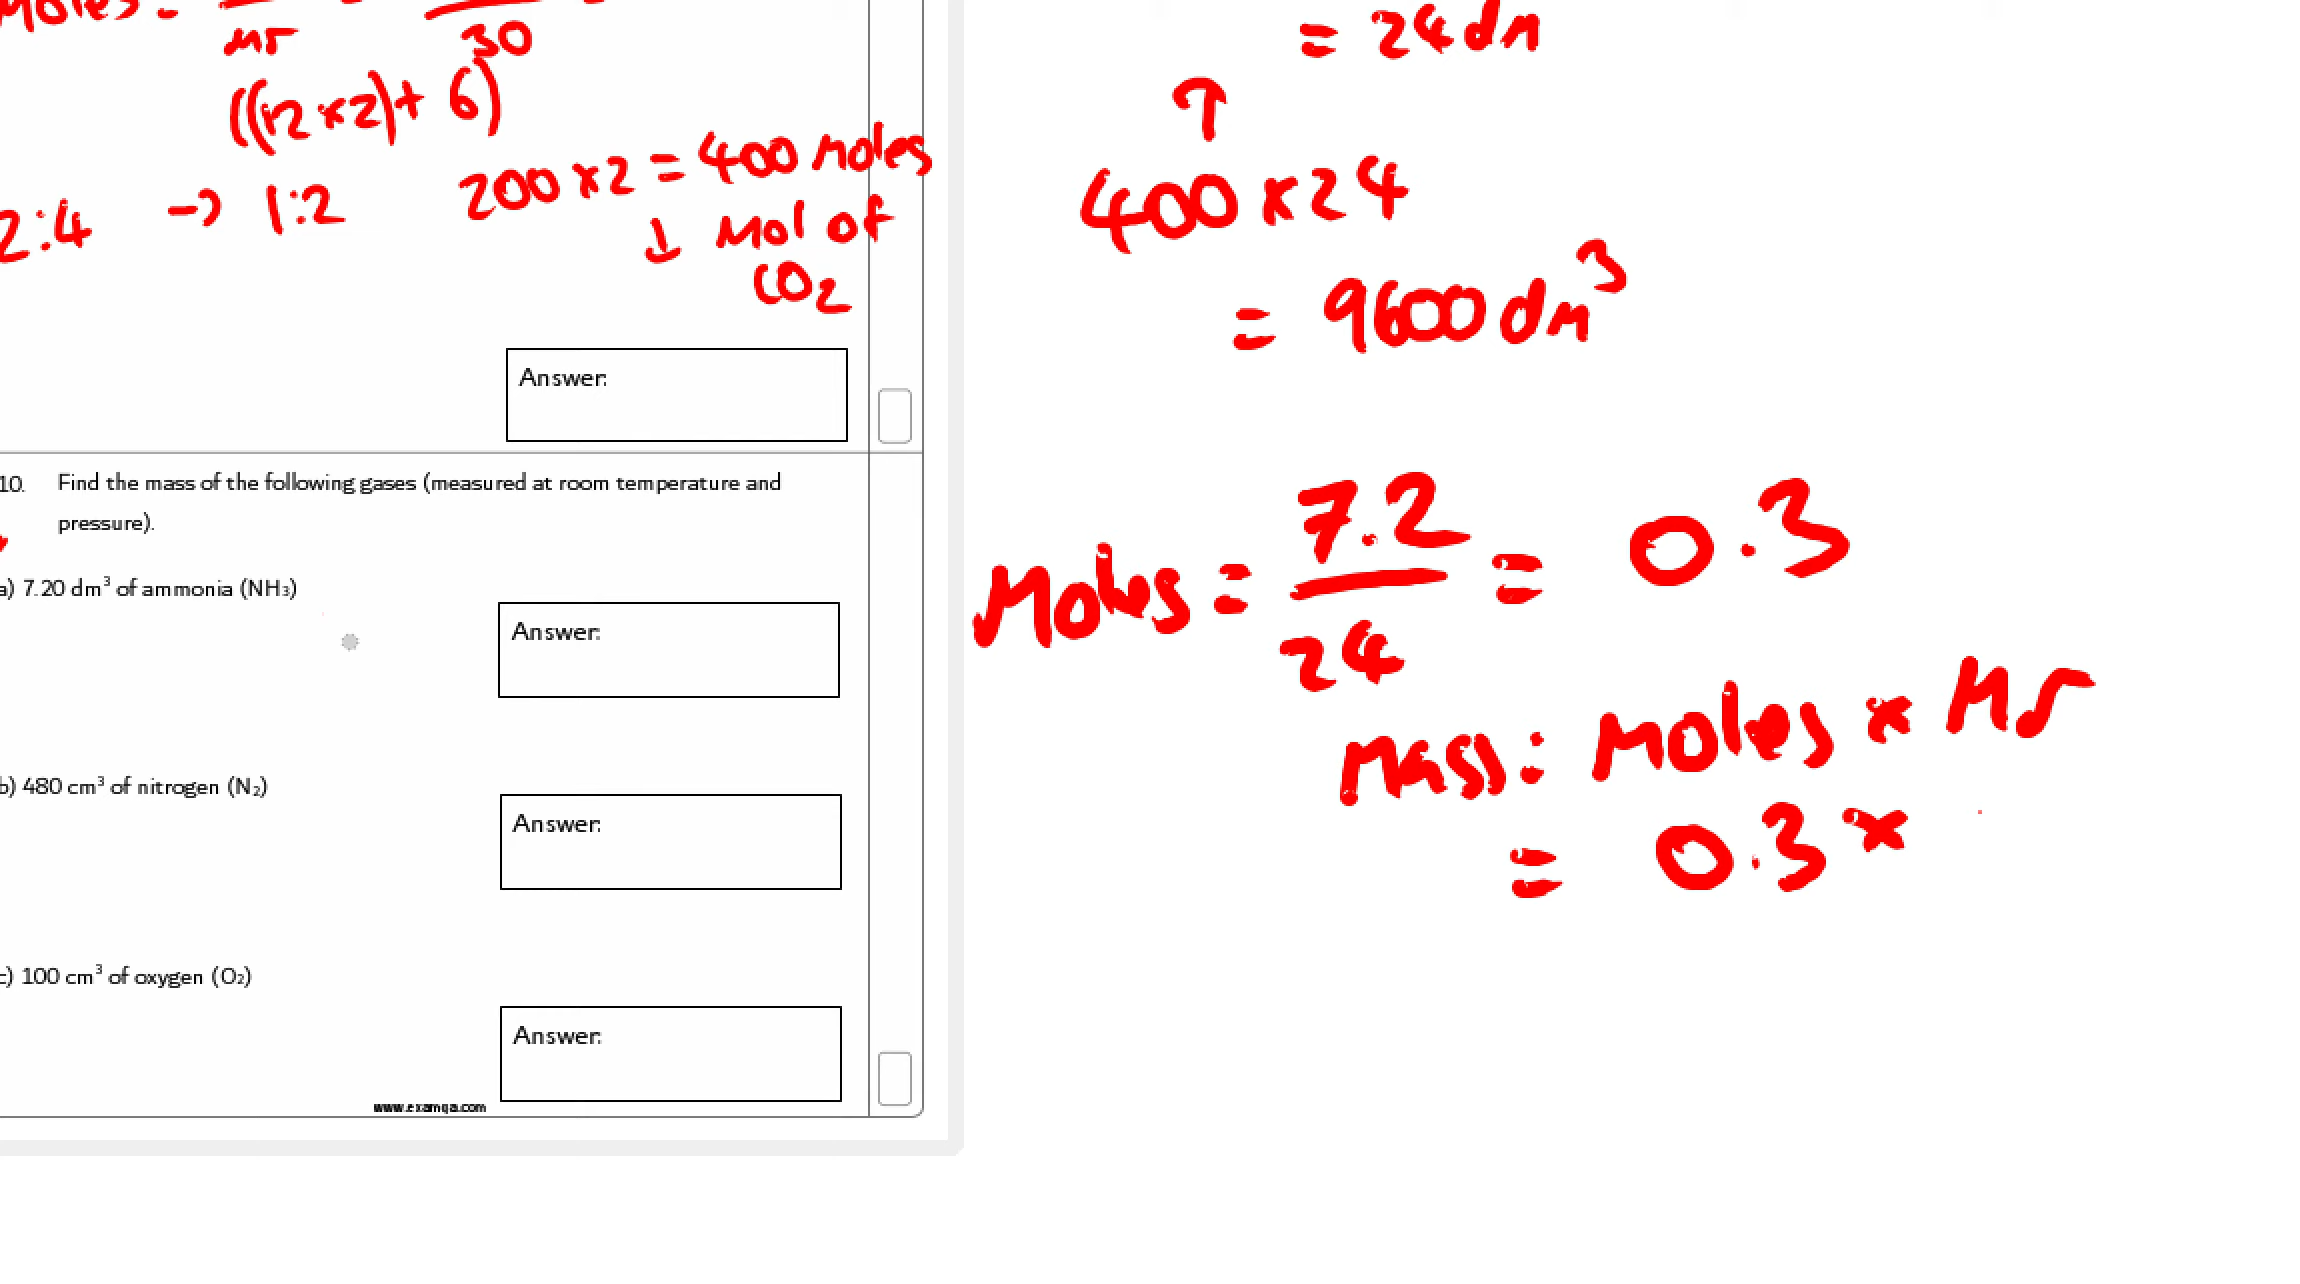 Moles =
Mr 30
((12×2)+ 6)
2:4 → 1:2 200×2 = 400 moles
↓ Mol of
CO2
Answer:
10. Find the mass of the following gases (measured at room temperature and
pressure).
a) 7.20 dm³ of ammonia (NH₃)
Answer:
b) 480 cm³ of nitrogen (N₂)
Answer:
c) 100 cm³ of oxygen (O₂)
Answer:
www.examqa.com
= 24dm
↑
400×24
= 9600dm³
Moles = 7.2 = 0.3
24
Mass: Moles × Mr
= 0.3×